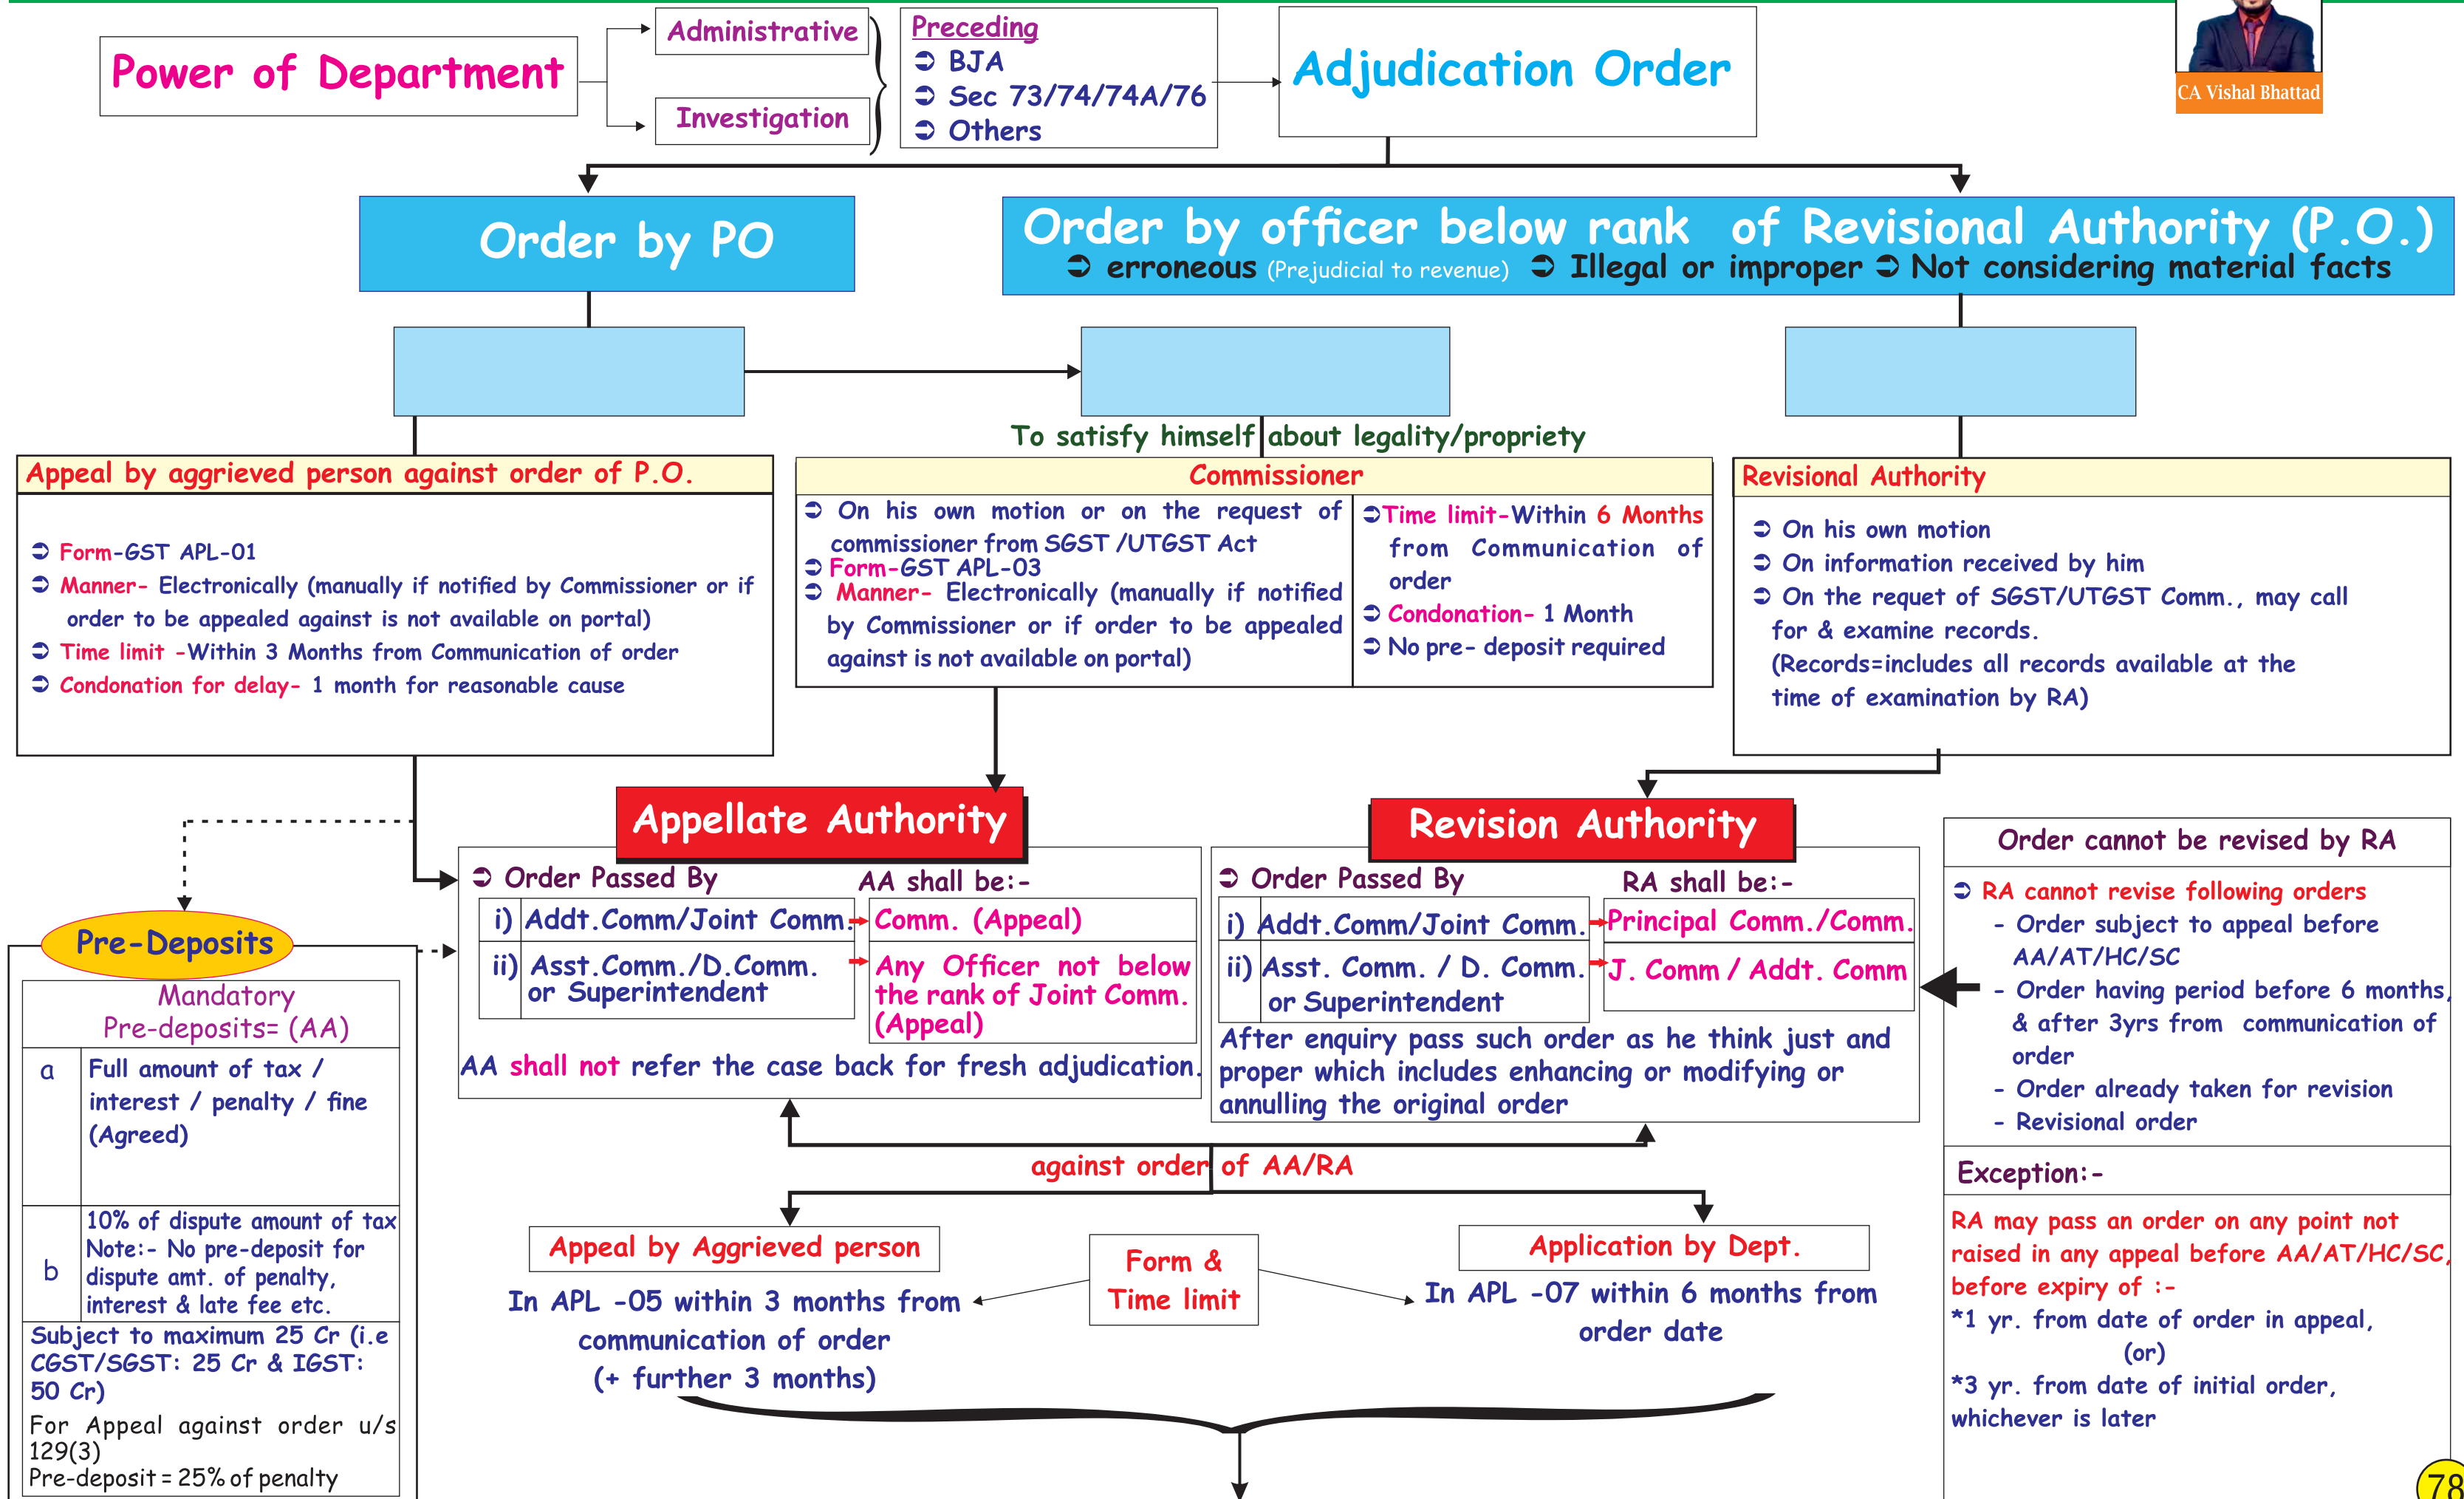 Power of Department
Administrative
Investigation
Preceding
➲ BJA
➲ Sec 73/74/74A/76
➲ Others
Adjudication Order
CA Vishal Bhattad
Order by PO
Order by officer below rank of Revisional Authority (P.O.)
➲ erroneous (Prejudicial to revenue) ➲ Illegal or improper ➲ Not considering material facts
To satisfy himself about legality/propriety
Appeal by aggrieved person against order of P.O.
➲ Form-GST APL-01
➲ Manner- Electronically (manually if notified by Commissioner or if
order to be appealed against is not available on portal)
➲ Time limit -Within 3 Months from Communication of order
➲ Condonation for delay- 1 month for reasonable cause
Commissioner
➲ On his own motion or on the request of
commissioner from SGST /UTGST Act
➲ Form-GST APL-03
➲ Manner- Electronically (manually if notified
by Commissioner or if order to be appealed
against is not available on portal)
➲Time limit-Within 6 Months
from Communication of
order
➲ Condonation- 1 Month
➲ No pre- deposit required
Revisional Authority
➲ On his own motion
➲ On information received by him
➲ On the requet of SGST/UTGST Comm., may call
for & examine records.
(Records=includes all records available at the
time of examination by RA)
Appellate Authority
➲ Order Passed By AA shall be:-
i) Addt.Comm/Joint Comm. Comm. (Appeal)
ii) Asst.Comm./D.Comm.
or Superintendent
Any Officer not below
the rank of Joint Comm.
(Appeal)
AA shall not refer the case back for fresh adjudication.
Revision Authority
➲ Order Passed By RA shall be:-
i) Addt.Comm/Joint Comm. Principal Comm./Comm.
ii) Asst. Comm. / D. Comm. J. Comm / Addt. Comm
or Superintendent
After enquiry pass such order as he think just and
proper which includes enhancing or modifying or
annulling the original order
Order cannot be revised by RA
➲ RA cannot revise following orders
- Order subject to appeal before
AA/AT/HC/SC
- Order having period before 6 months,
& after 3yrs from communication of
order
- Order already taken for revision
- Revisional order
Exception:-
RA may pass an order on any point not
raised in any appeal before AA/AT/HC/SC,
before expiry of :-
*1 yr. from date of order in appeal,
(or)
*3 yr. from date of initial order,
whichever is later
Pre-Deposits
Mandatory
Pre-deposits= (AA)
a Full amount of tax /
interest / penalty / fine
(Agreed)
b 10% of dispute amount of tax
Note:- No pre-deposit for
dispute amt. of penalty,
interest & late fee etc.
Subject to maximum 25 Cr (i.e
CGST/SGST: 25 Cr & IGST:
50 Cr)
For Appeal against order u/s
129(3)
Pre-deposit = 25% of penalty
against order of AA/RA
Appeal by Aggrieved person
In APL -05 within 3 months from
communication of order
(+ further 3 months)
Form &
Time limit
Application by Dept.
In APL -07 within 6 months from
order date
78